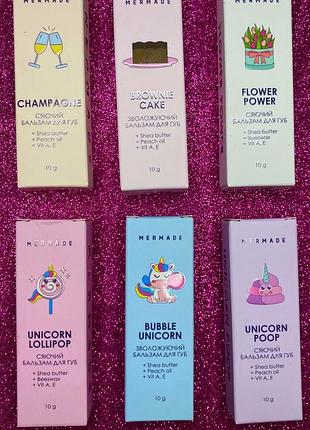 MERMADE
CHAMPAGNE
СЯЮЧИЙ
БАЛЬЗАМ ДЛЯ ГУБ
+ Shea butter
+ Peach oil
+ Vit A, E
10 g
MERMADE
BROWNIE
CAKE
ЗВОЛОЖУЮЧИЙ
БАЛЬЗАМ ДЛЯ ГУБ
+ Shea butter
+ Peach oil
+ Vit A, E
10 g
MERMADE
FLOWER
POWER
СЯЮЧИЙ
БАЛЬЗАМ ДЛЯ ГУБ
+ Shea butter
+ Beeswax
+ Vit A, E
10 g
MERMADE
UNICORN
LOLLIPOP
СЯЮЧИЙ
БАЛЬЗАМ ДЛЯ ГУБ
+ Shea butter
+ Beeswax
+ Vit A, E
10 g
MERMADE
BUBBLE
UNICORN
ЗВОЛОЖУЮЧИЙ
БАЛЬЗАМ ДЛЯ ГУБ
+ Shea butter
+ Peach oil
+ Vit A, E
10 g
MERMADE
UNICORN
POOP
СЯЮЧИЙ
БАЛЬЗАМ ДЛЯ ГУБ
+ Shea butter
+ Peach oil
+ Vit A, E
10 g